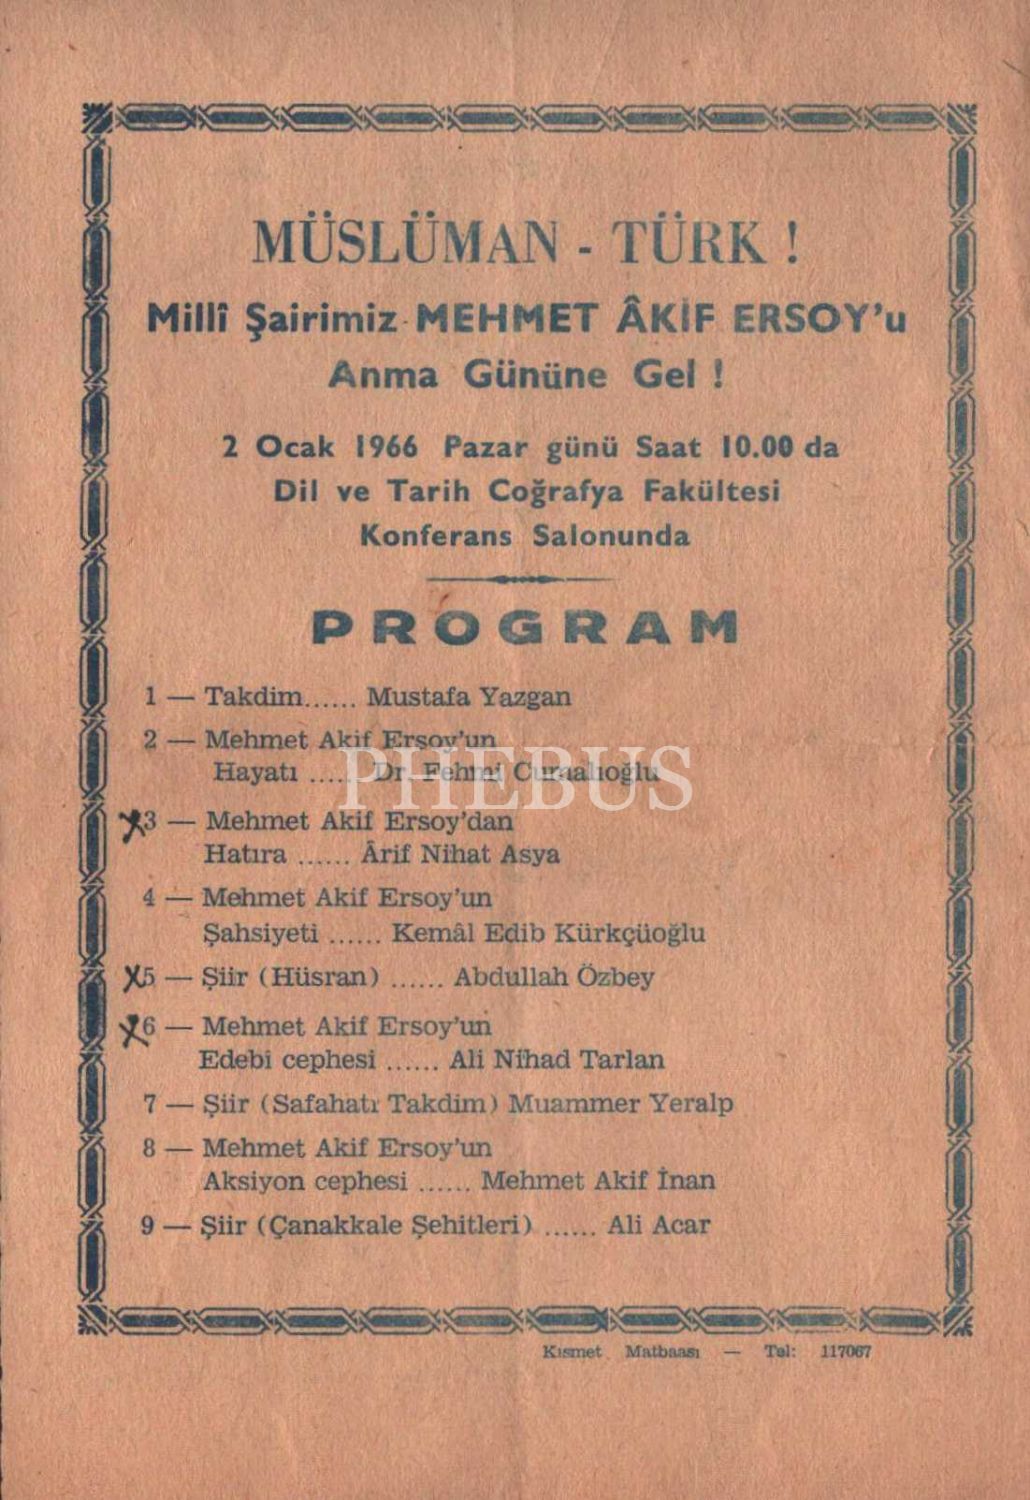 MÜSLÜMAN - TÜRK !
Millî Şairimiz MEHMET ÂKİF ERSOY'u
Anma Gününe Gel !
2 Ocak 1966 Pazar günü Saat 10.00 da
Dil ve Tarih Coğrafya Fakültesi
Konferans Salonunda
PROGRAM
1 — Takdim...... Mustafa Yazgan
2 — Mehmet Akif Ersoy'un
Hayatı ...... Dr. Fehmi Cumalıoğlu
PHEBUS
3 — Mehmet Akif Ersoy'dan
Hatıra ...... Ârif Nihat Asya
4 — Mehmet Akif Ersoy'un
Şahsiyeti ...... Kemâl Edib Kürkçüoğlu
5 — Şiir (Hüsran) ...... Abdullah Özbey
6 — Mehmet Akif Ersoy'un
Edebi cephesi ...... Ali Nihad Tarlan
7 — Şiir (Safahatı Takdim) Muammer Yeralp
8 — Mehmet Akif Ersoy'un
Aksiyon cephesi ...... Mehmet Akif İnan
9 — Şiir (Çanakkale Şehitleri) ...... Ali Acar
Kısmet Matbaası — Tel: 117067